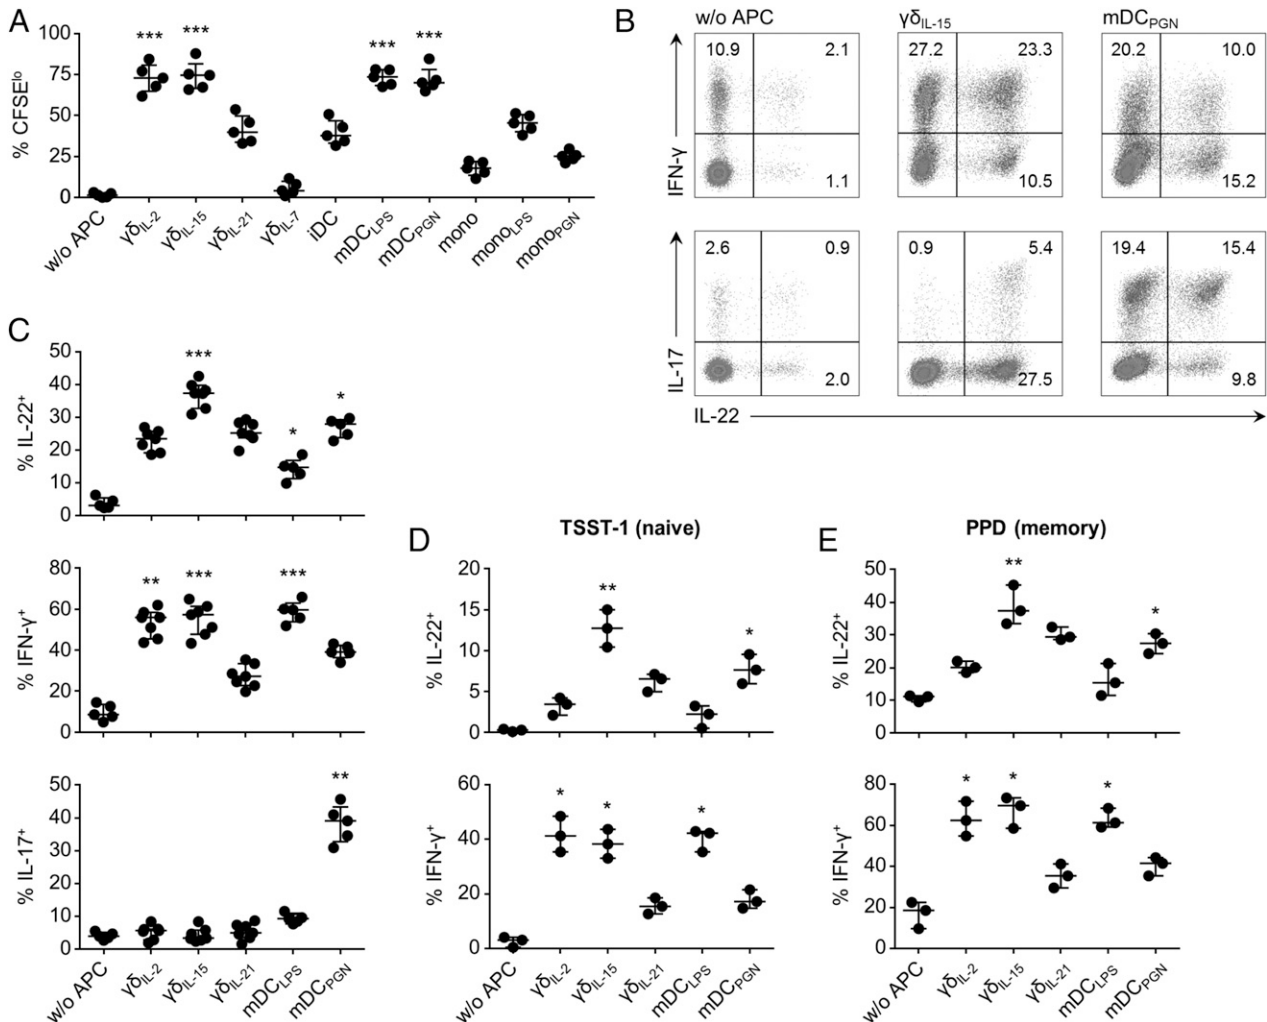 A
% CFSElo
100
75
50
25
0
***
***
***
***
w/o APC
γδIL-2
γδIL-15
γδIL-21
γδIL-7
iDC
mDCLPS
mDCPGN
mono
monoLPS
monoPGN
B
w/o APC
γδIL-15
mDCPGN
10.9
2.1
1.1
27.2
23.3
10.5
20.2
10.0
15.2
IFN-γ
2.6
0.9
2.0
0.9
5.4
27.5
19.4
15.4
9.8
IL-17
IL-22
C
% IL-22+
50
40
30
20
10
0
***
*
*
% IFN-γ+
80
60
40
20
0
**
***
***
% IL-17+
50
40
30
20
10
0
**
w/o APC
γδIL-2
γδIL-15
γδIL-21
mDCLPS
mDCPGN
D
TSST-1 (naive)
% IL-22+
20
15
10
5
0
**
*
% IFN-γ+
60
40
20
0
*
*
*
w/o APC
γδIL-2
γδIL-15
γδIL-21
mDCLPS
mDCPGN
E
PPD (memory)
% IL-22+
50
40
30
20
10
0
**
*
% IFN-γ+
80
60
40
20
0
*
*
*
w/o APC
γδIL-2
γδIL-15
γδIL-21
mDCLPS
mDCPGN